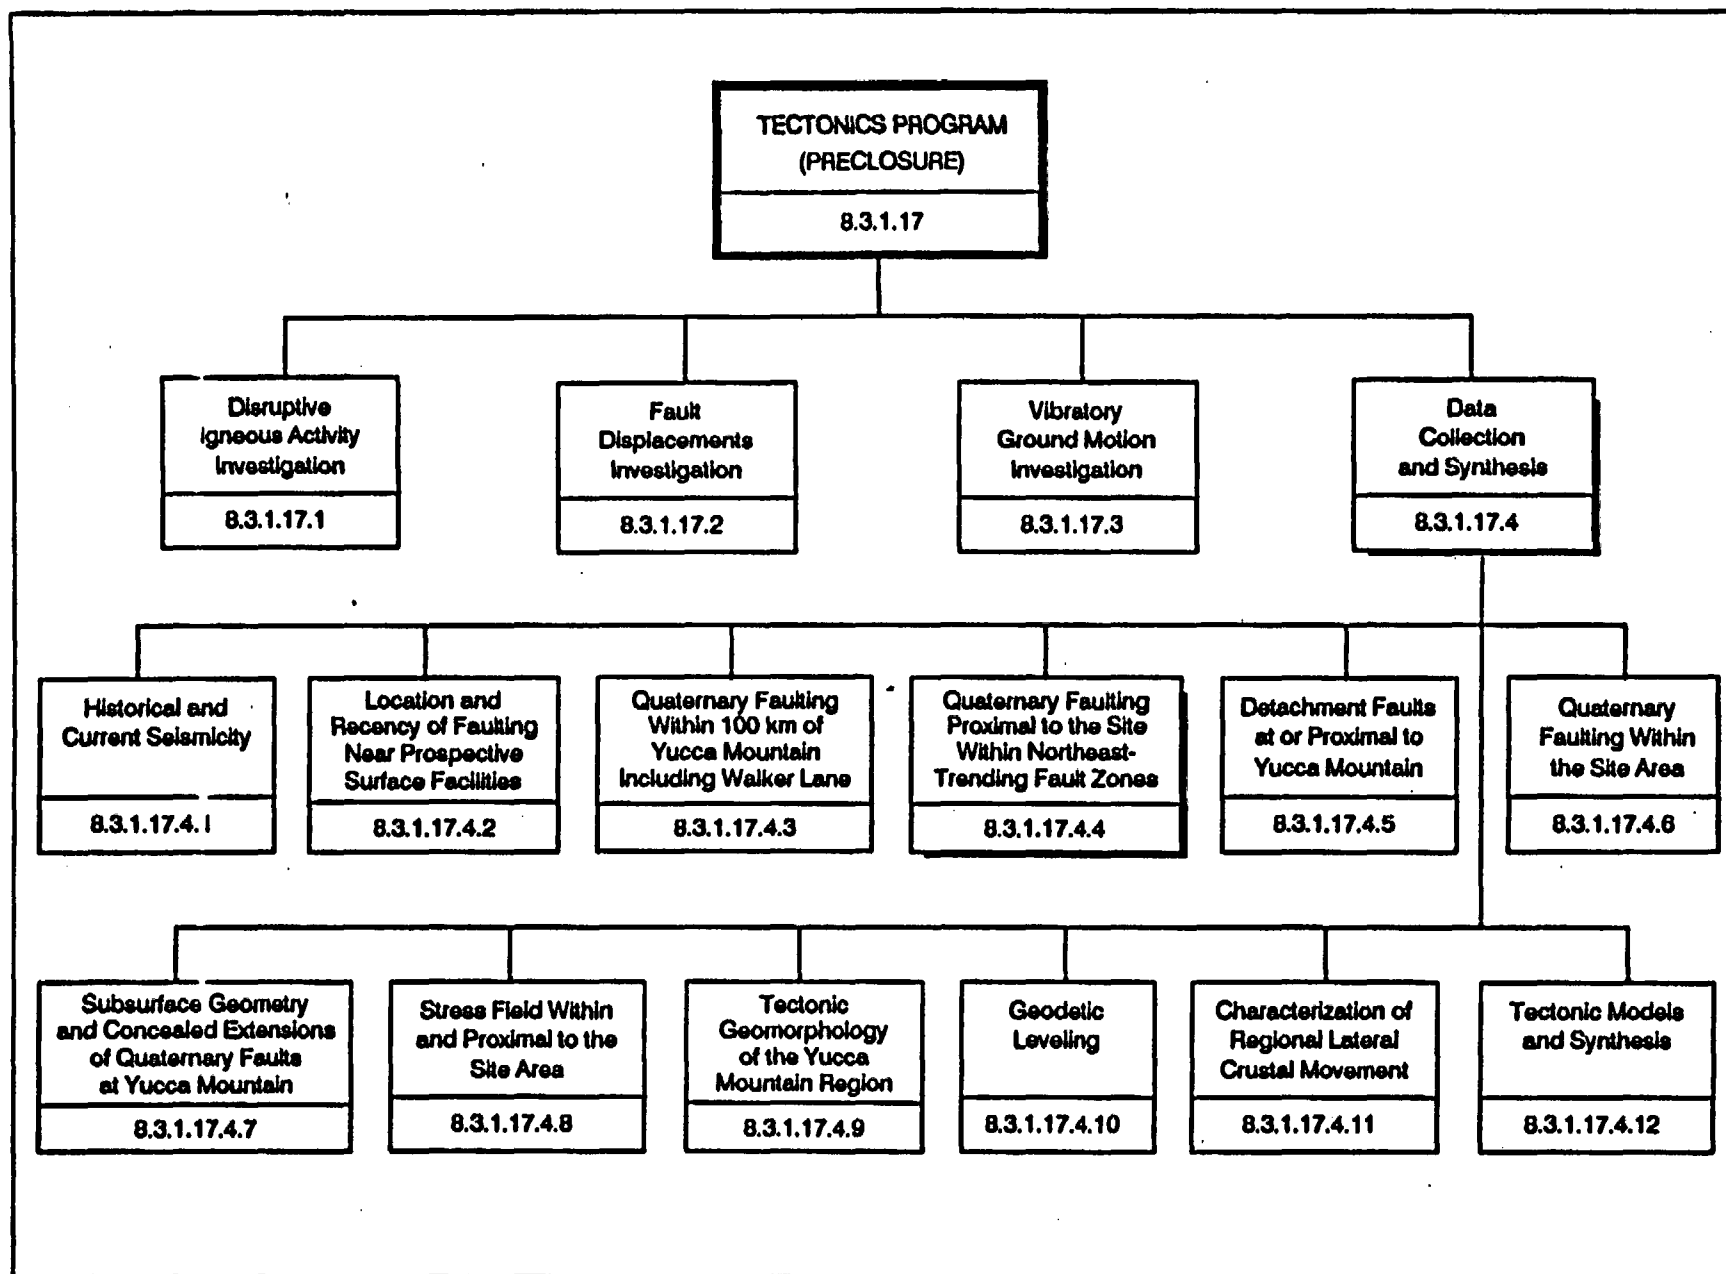 TECTONICS PROGRAM
(PRECLOSURE)
8.3.1.17
Disruptive
Igneous Activity
Investigation
8.3.1.17.1
Fault
Displacements
Investigation
8.3.1.17.2
Vibratory
Ground Motion
Investigation
8.3.1.17.3
Data
Collection
and Synthesis
8.3.1.17.4
Historical and
Current Seismicity
8.3.1.17.4.1
Location and
Recency of Faulting
Near Prospective
Surface Facilities
8.3.1.17.4.2
Quaternary Faulting
Within 100 km of
Yucca Mountain
Including Walker Lane
8.3.1.17.4.3
Quaternary Faulting
Proximal to the Site
Within Northeast-
Trending Fault Zones
8.3.1.17.4.4
Detachment Faults
at or Proximal to
Yucca Mountain
8.3.1.17.4.5
Quaternary
Faulting Within
the Site Area
8.3.1.17.4.6
Subsurface Geometry
and Concealed Extensions
of Quaternary Faults
at Yucca Mountain
8.3.1.17.4.7
Stress Field Within
and Proximal to the
Site Area
8.3.1.17.4.8
Tectonic
Geomorphology
of the Yucca
Mountain Region
8.3.1.17.4.9
Geodetic
Leveling
8.3.1.17.4.10
Characterization of
Regional Lateral
Crustal Movement
8.3.1.17.4.11
Tectonic Models
and Synthesis
8.3.1.17.4.12